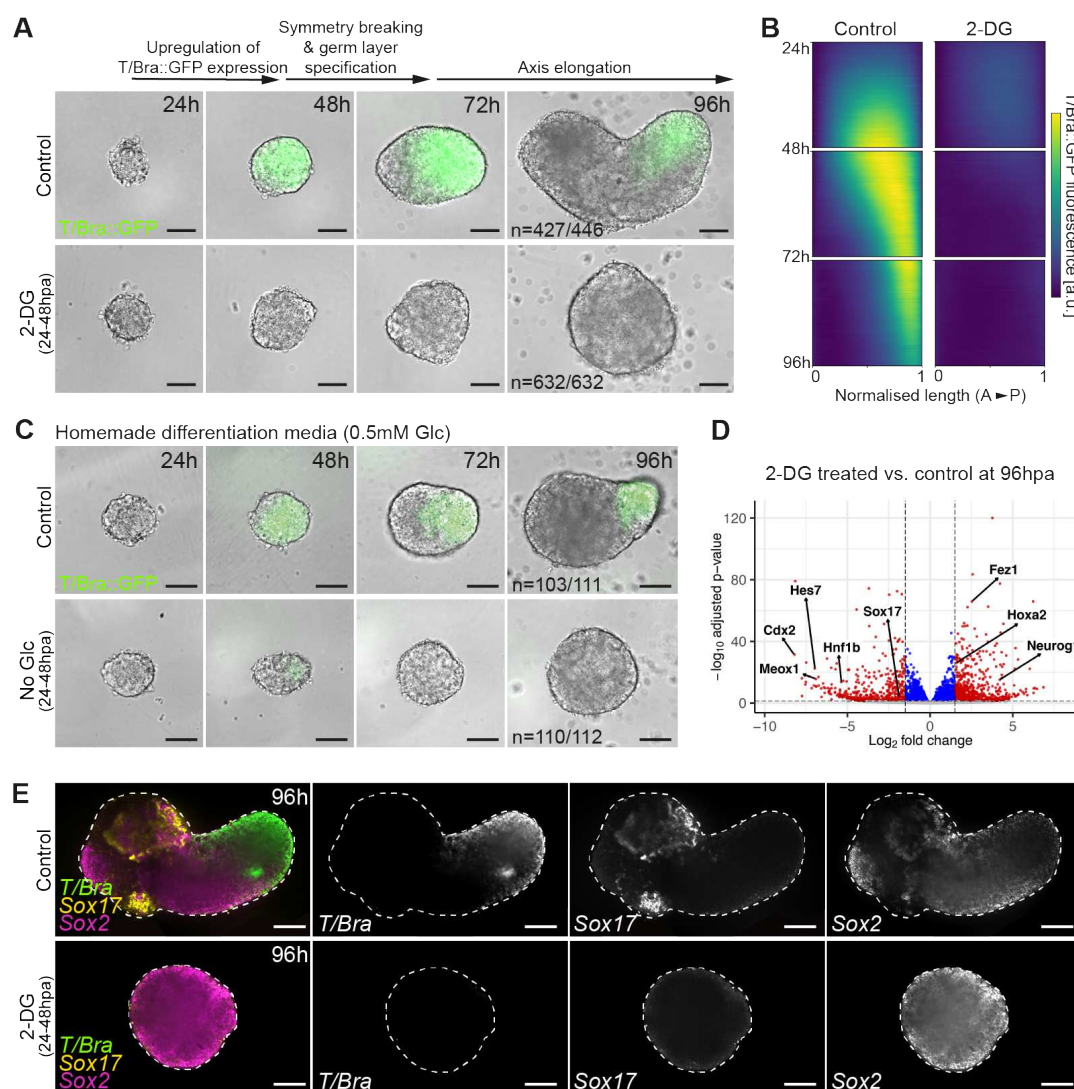 A
Upregulation of
T/Bra::GFP expression
Symmetry breaking
& germ layer
specification
Axis elongation
24h
48h
72h
96h
Control
T/Bra::GFP
n=427/446
2-DG
(24-48hpa)
n=632/632
B
Control
2-DG
24h
48h
72h
96h
0
1
0
1
Normalised length (A►P)
T/Bra::GFP fluorescence [a.u.]
C
Homemade differentiation media (0.5mM Glc)
24h
48h
72h
96h
Control
T/Bra::GFP
n=103/111
No Glc
(24-48hpa)
n=110/112
D
2-DG treated vs. control at 96hpa
120
80
40
0
−log10 adjusted p-value
Fez1
Hes7
Sox17
Hoxa2
Cdx2
Hnf1b
Neurog
Meox1
−10
−5
0
5
Log2 fold change
E
96h
Control
T/Bra
Sox17
Sox2
T/Bra
Sox17
Sox2
96h
2-DG
(24-48hpa)
T/Bra
Sox17
Sox2
T/Bra
Sox17
Sox2